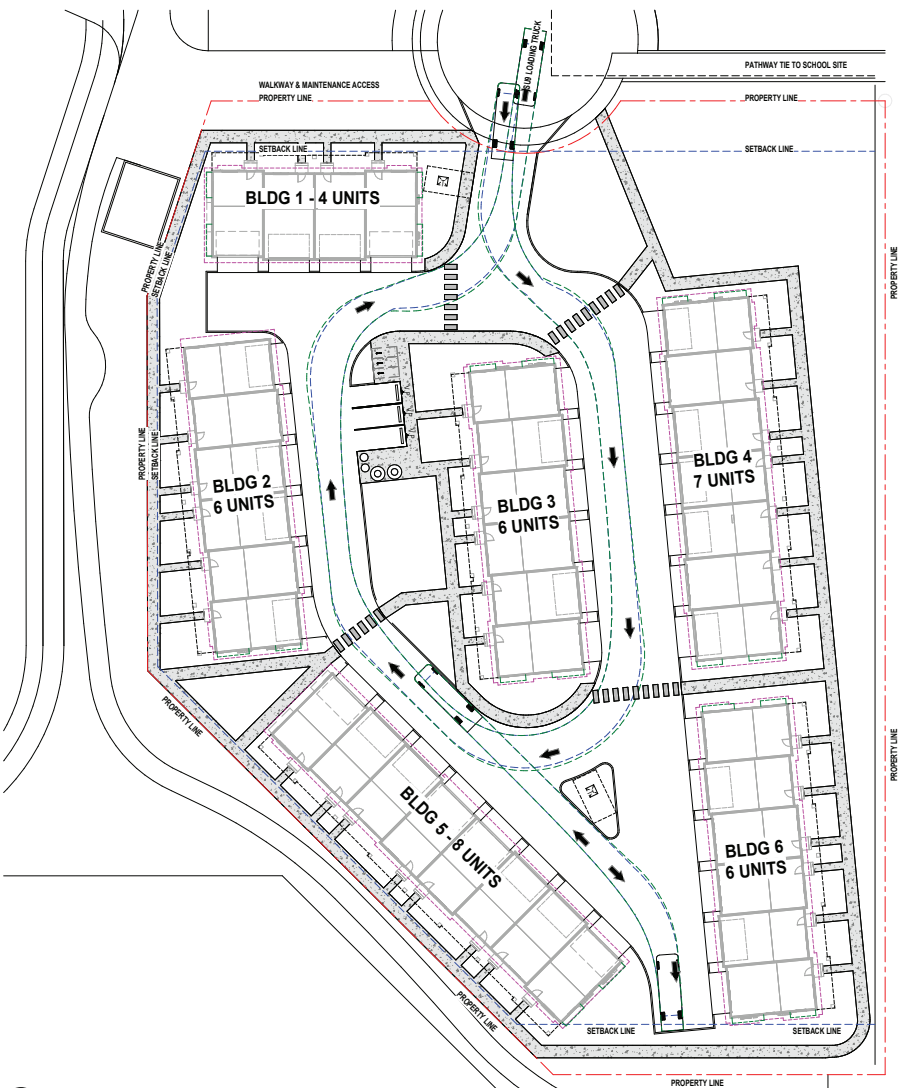 SU9 LOADING TRUCK
PATHWAY TIE TO SCHOOL SITE
WALKWAY & MAINTENANCE ACCESS
PROPERTY LINE
PROPERTY LINE
SETBACK LINE
SETBACK LINE
BLDG 1 - 4 UNITS
PROPERTY LINE
SETBACK LINE
PROPERTY LINE
PROPERTY LINE
SETBACK LINE
BLDG 2
6 UNITS
BLDG 3
6 UNITS
BLDG 4
7 UNITS
PROPERTY LINE
PROPERTY LINE
BLDG 5 - 8 UNITS
BLDG 6
6 UNITS
PROPERTY LINE
SETBACK LINE
SETBACK LINE
PROPERTY LINE